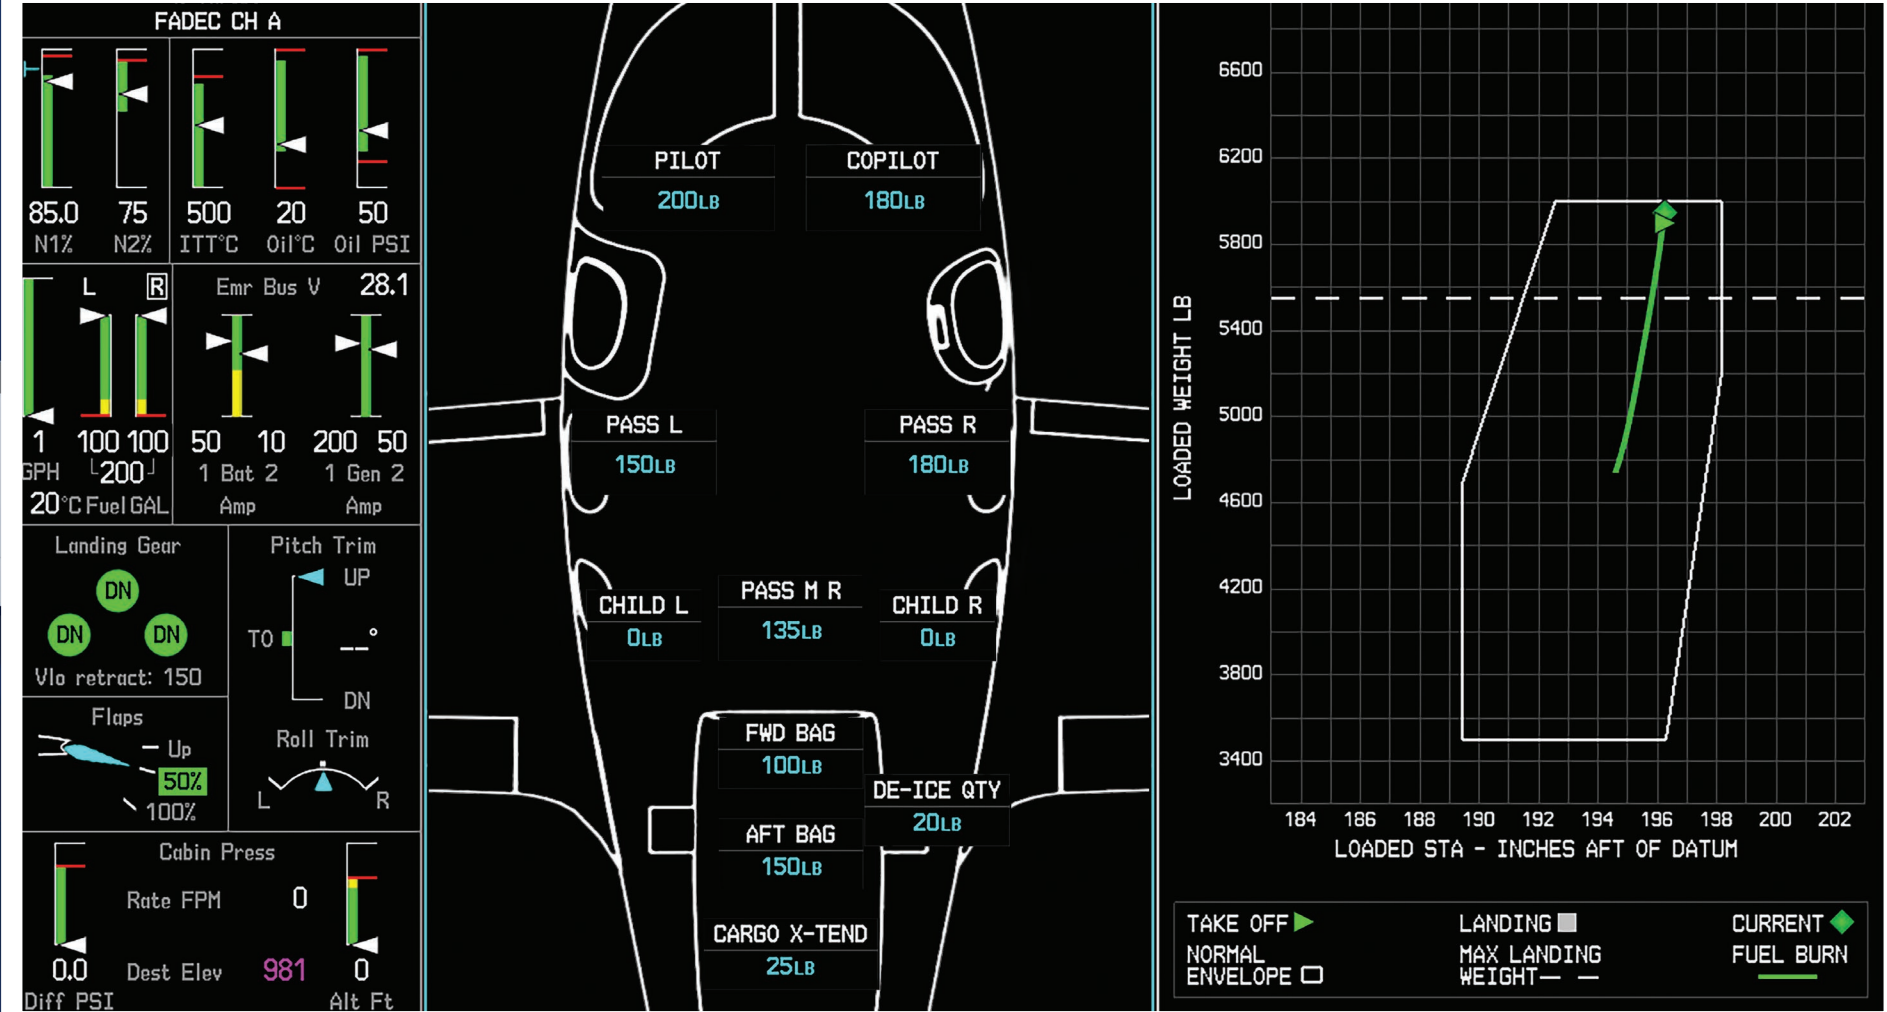 FADEC CH A
85.0 75 500 20 50
N1% N2% ITT°C Oil°C Oil PSI
L R Emr Bus V 28.1
1 100 100 50 10 200 50
GPH 200 1 Bat 2 1 Gen 2
20°C Fuel GAL Amp Amp
Landing Gear
DN
DN DN
Vlo retract: 150
Pitch Trim
UP
TO --°
DN
Roll Trim
L R
Flaps
Up
50%
100%
Cabin Press
Rate FPM 0
0.0 Dest Elev 981 0
Diff PSI Alt Ft
PILOT
200LB
COPILOT
180LB
PASS L
150LB
PASS R
180LB
CHILD L
0LB
PASS M R
135LB
CHILD R
0LB
FWD BAG
100LB
DE-ICE QTY
20LB
AFT BAG
150LB
CARGO X-TEND
25LB
LOADED WEIGHT LB
6600
6200
5800
5400
5000
4600
4200
3800
3400
184 186 188 190 192 194 196 198 200 202
LOADED STA - INCHES AFT OF DATUM
TAKE OFF LANDING CURRENT
NORMAL MAX LANDING FUEL BURN
ENVELOPE WEIGHT